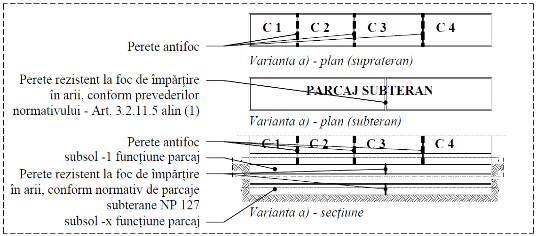 C 1 C 2 C 3 C 4
Perete antifoc
Varianta a) - plan (suprateran)
Perete rezistent la foc de împărțire
în arii, conform prevederilor
normativului - Art. 3.2.11.5 alin (1)
PARCAJ SUBTERAN
Varianta a) - plan (subteran)
Perete antifoc
C 1 C 2 C 3 C 4
subsol -1 funcțiune parcaj
Perete rezistent la foc de împărțire
în arii, conform normativ de parcaje
subterane NP 127
subsol -x funcțiune parcaj
Varianta a) - secțiune